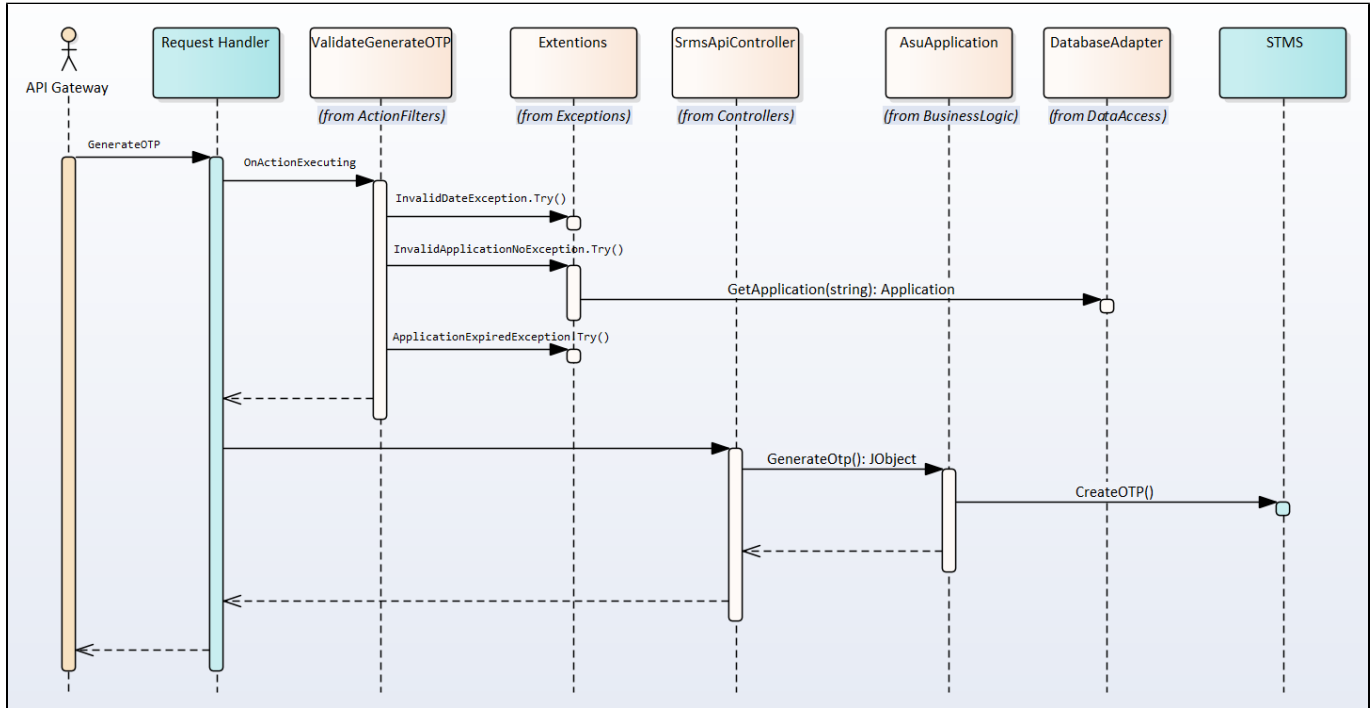 Request Handler
ValidateGenerateOTP
Extentions
SrmsApiController
AsuApplication
DatabaseAdapter
STMS
API Gateway
(from ActionFilters)
(from Exceptions)
(from Controllers)
(from BusinessLogic)
(from DataAccess)
GenerateOTP
OnActionExecuting
InvalidDateException.Try()
InvalidApplicationNoException.Try()
GetApplication(string): Application
ApplicationExpiredException.Try()
GenerateOtp(): JObject
CreateOTP()